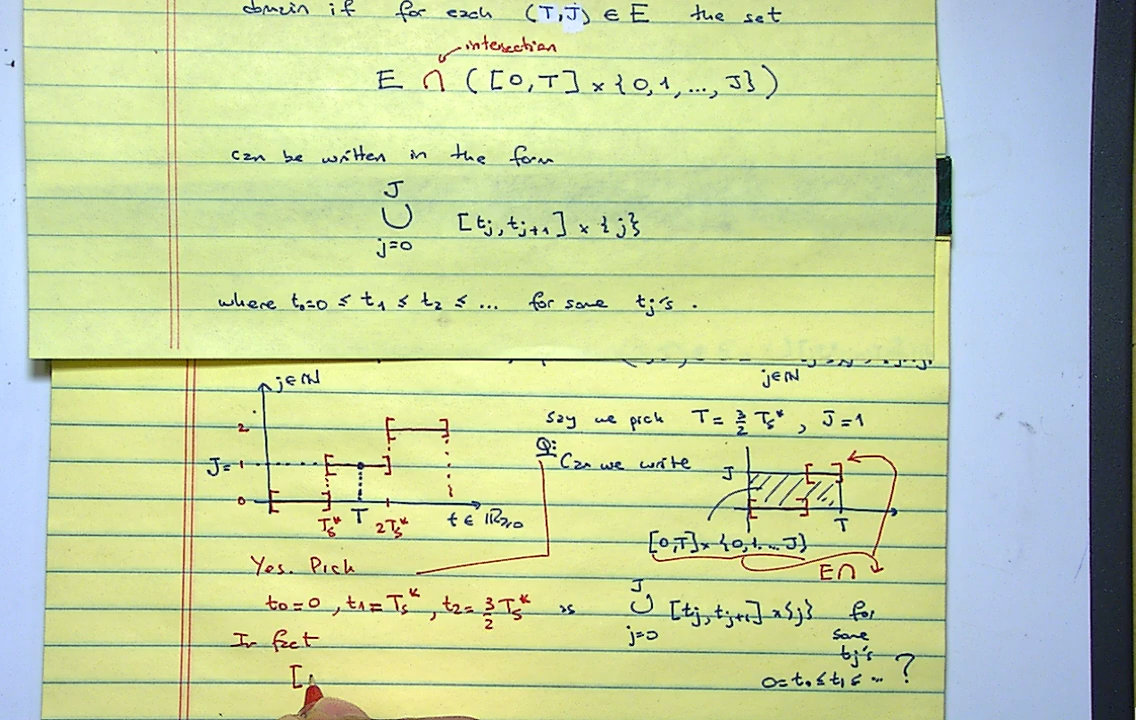 domain if for each (T,J) ∈ E the set
intersection
E ∩ ([0,T] × {0,1,...,J})
can be written in the form
J
∪ [tj, tj+1] × {j}
j=0
where t0=0 ≤ t1 ≤ t2 ≤ ... for some tj's .
j∈ℕ
j∈ℕ
2
J= 1
0
Ts* T 2Ts* t ∈ ℝ≥0
say we pick T = 3/2 Ts* , J=1
Q: Can we write
J
T
[0,T] × {0,1...J}
E∩
Yes. Pick
t0=0 , t1=Ts* , t2= 3/2 Ts* as
J
∪ [tj, tj+1] × {j} for
j=0
some
tj's
0=t0 ≤ t1 ≤ ... ?
In fact
[